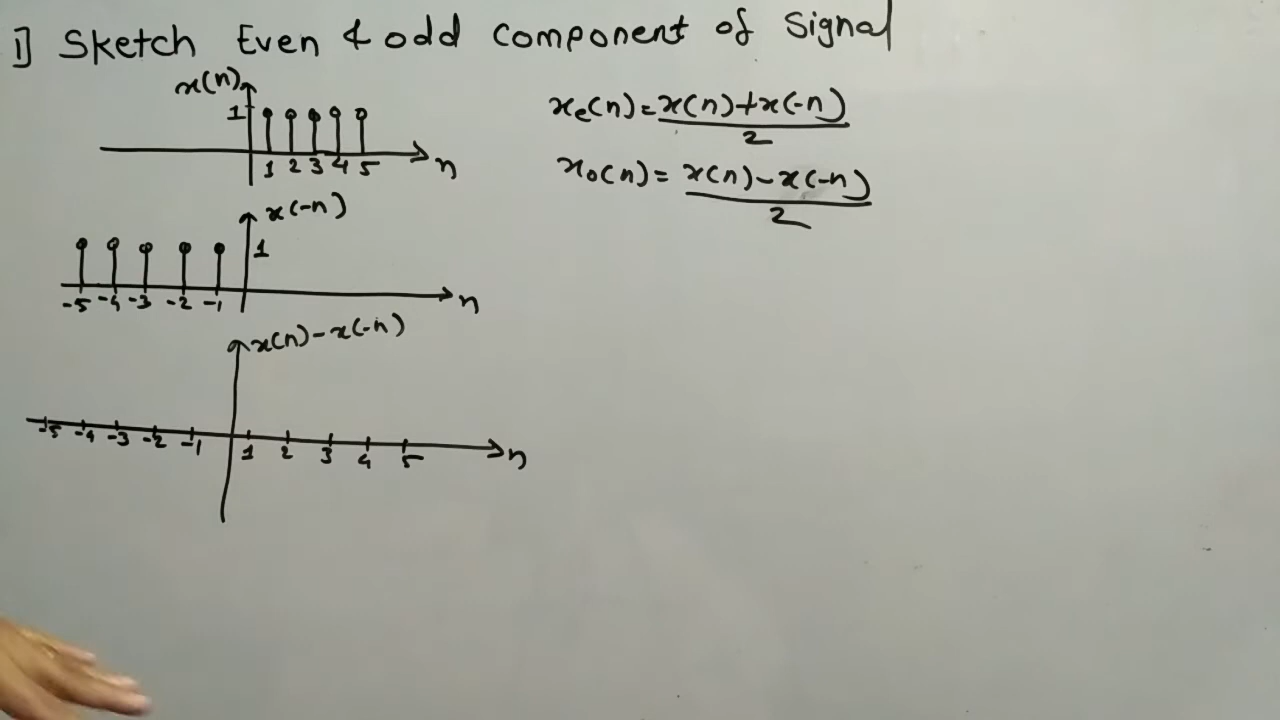 1] Sketch Even & odd component of Signal
x(n)
1
1 2 3 4 5
n
xe(n) = x(n)+x(-n)
2
xo(n) = x(n)-x(-n)
2
x(-n)
1
-5 -4 -3 -2 -1
n
x(n)-x(-n)
-5 -4 -3 -2 -1 1 2 3 4 5
n